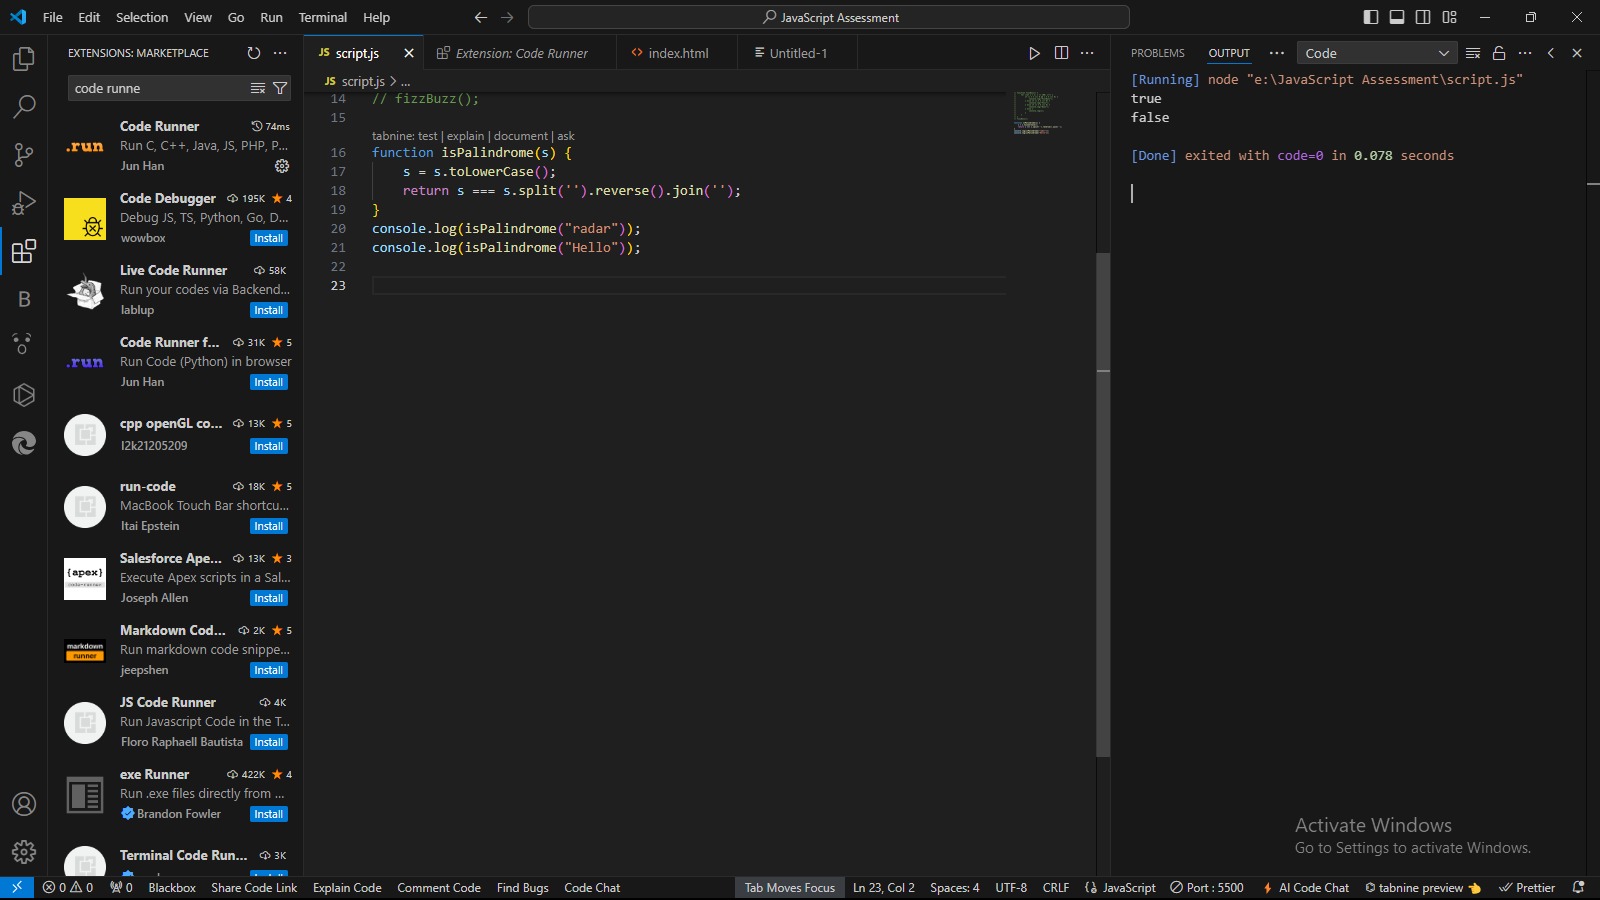 File Edit Selection View Go Run Terminal Help
JavaScript Assessment
EXTENSIONS: MARKETPLACE
code runne
Code Runner 74ms
.run
Run C, C++, Java, JS, PHP, P...
Jun Han
Code Debugger 195K 4
Debug JS, TS, Python, Go, D...
wowbox Install
Live Code Runner 58K
Run your codes via Backend...
lablup Install
Code Runner f... 31K 5
.run
Run Code (Python) in browser
Jun Han Install
cpp openGL co... 13K 5
l2k21205209 Install
run-code 18K 5
MacBook Touch Bar shortcu...
Itai Epstein Install
Salesforce Ape... 13K 3
{apex}
Execute Apex scripts in a Sal...
Joseph Allen Install
Markdown Cod... 2K 5
markdown
runner
Run markdown code snippe...
jeepshen Install
JS Code Runner 4K
Run Javascript Code in the T...
Floro Raphaell Bautista Install
exe Runner 422K 4
Run .exe files directly from ...
Brandon Fowler Install
Terminal Code Run... 3K
JS script.js Extension: Code Runner index.html Untitled-1
JS script.js > ...
14 // fizzBuzz();
15
tabnine: test | explain | document | ask
16 function isPalindrome(s) {
17 s = s.toLowerCase();
18 return s === s.split('').reverse().join('');
19 }
20 console.log(isPalindrome("radar"));
21 console.log(isPalindrome("Hello"));
22
23
PROBLEMS OUTPUT ... Code
[Running] node "e:\JavaScript Assessment\script.js"
true
false
[Done] exited with code=0 in 0.078 seconds
Activate Windows
Go to Settings to activate Windows.
0 0 0 Blackbox Share Code Link Explain Code Comment Code Find Bugs Code Chat Tab Moves Focus Ln 23, Col 2 Spaces: 4 UTF-8 CRLF {} JavaScript Port : 5500 AI Code Chat tabnine preview Prettier